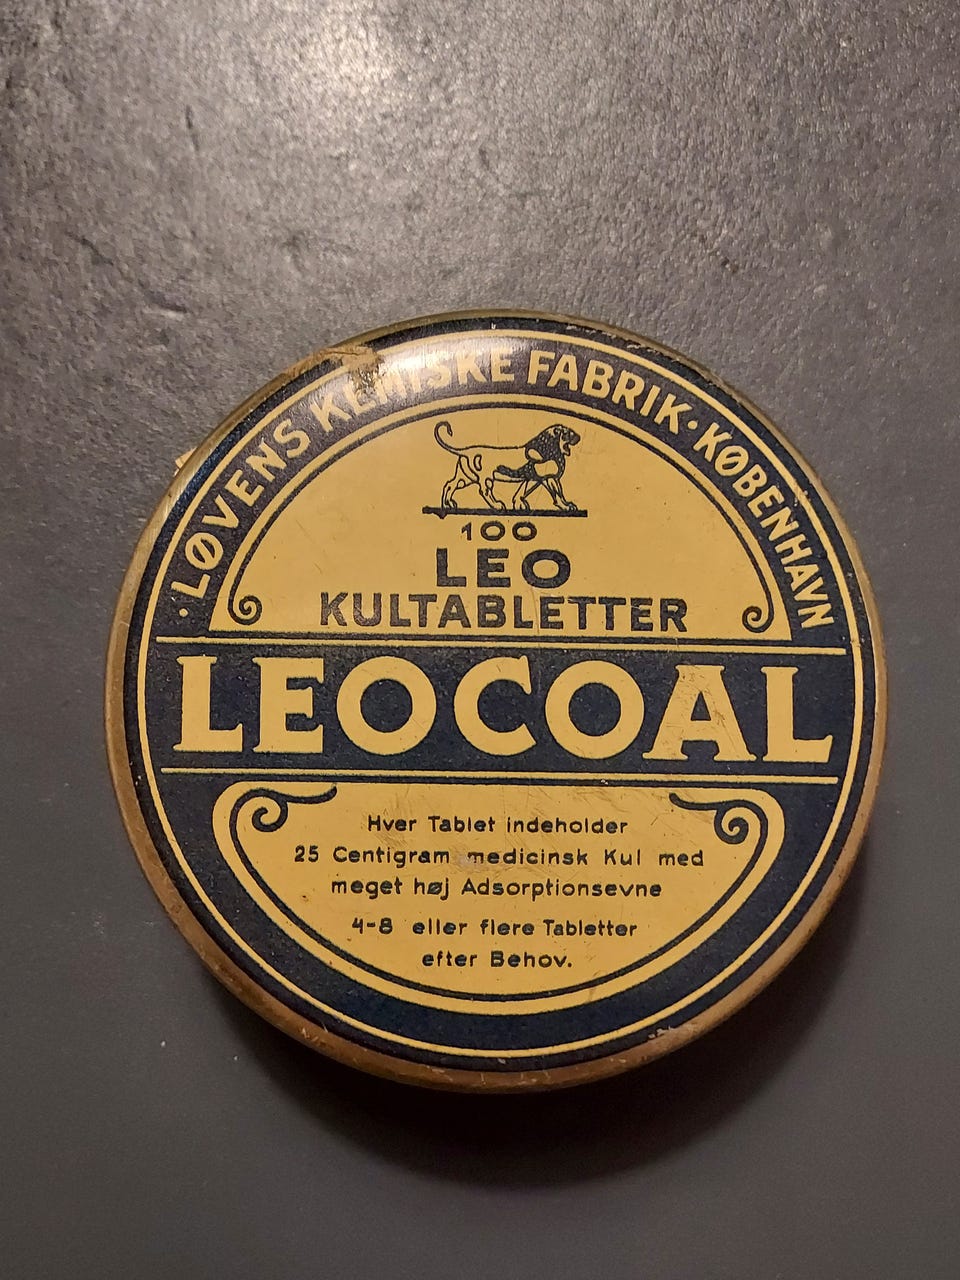 · LØVENS KEMISKE FABRIK · KØBENHAVN
100
LEO
KULTABLETTER
LEOCOAL
Hver Tablet indeholder
25 Centigram medicinsk Kul med
meget høj Adsorptionsevne
4-8 eller flere Tabletter
efter Behov.